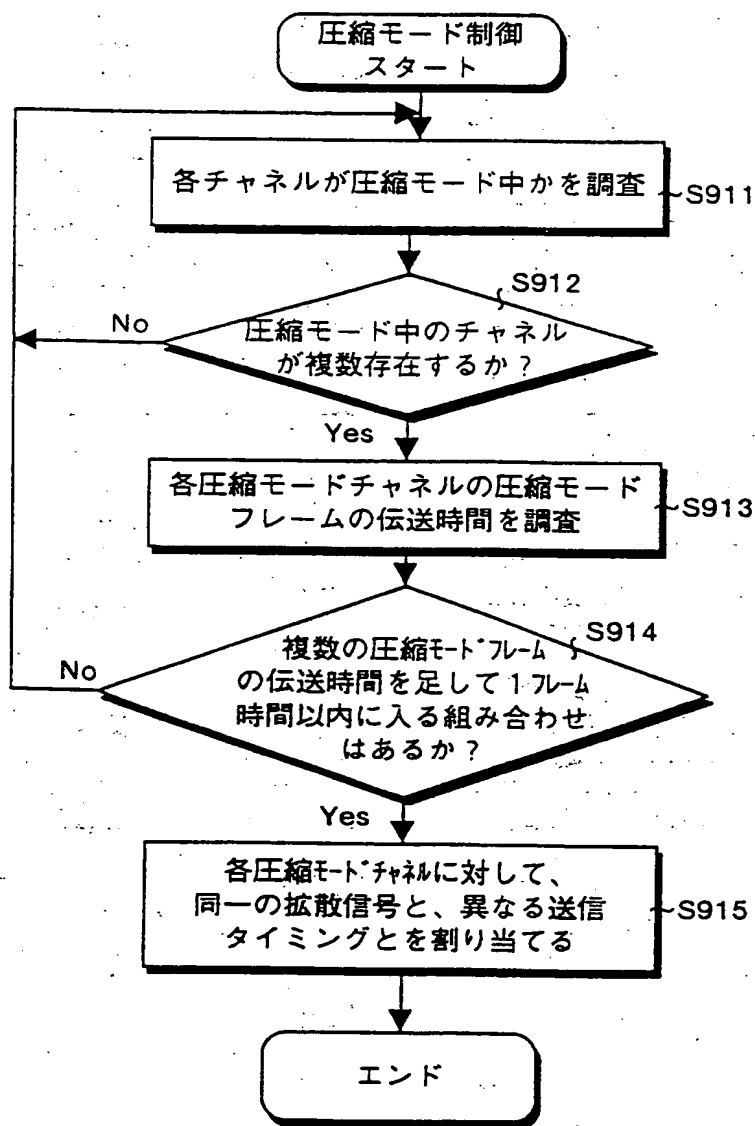 圧縮モード制御
スタート
各チャネルが圧縮モード中かを調査
~S911
S912
No
圧縮モード中のチャネル
が複数存在するか？
Yes
各圧縮モードチャネルの圧縮モード
フレームの伝送時間を調査
~S913
S914
No
複数の圧縮ﾓｰﾄﾞﾌﾚｰﾑ
の伝送時間を足して１ﾌﾚｰﾑ
時間以内に入る組み合わせ
はあるか？
Yes
各圧縮ﾓｰﾄﾞﾁｬﾈﾙに対して、
同一の拡散信号と、異なる送信
タイミングとを割り当てる
~S915
エンド